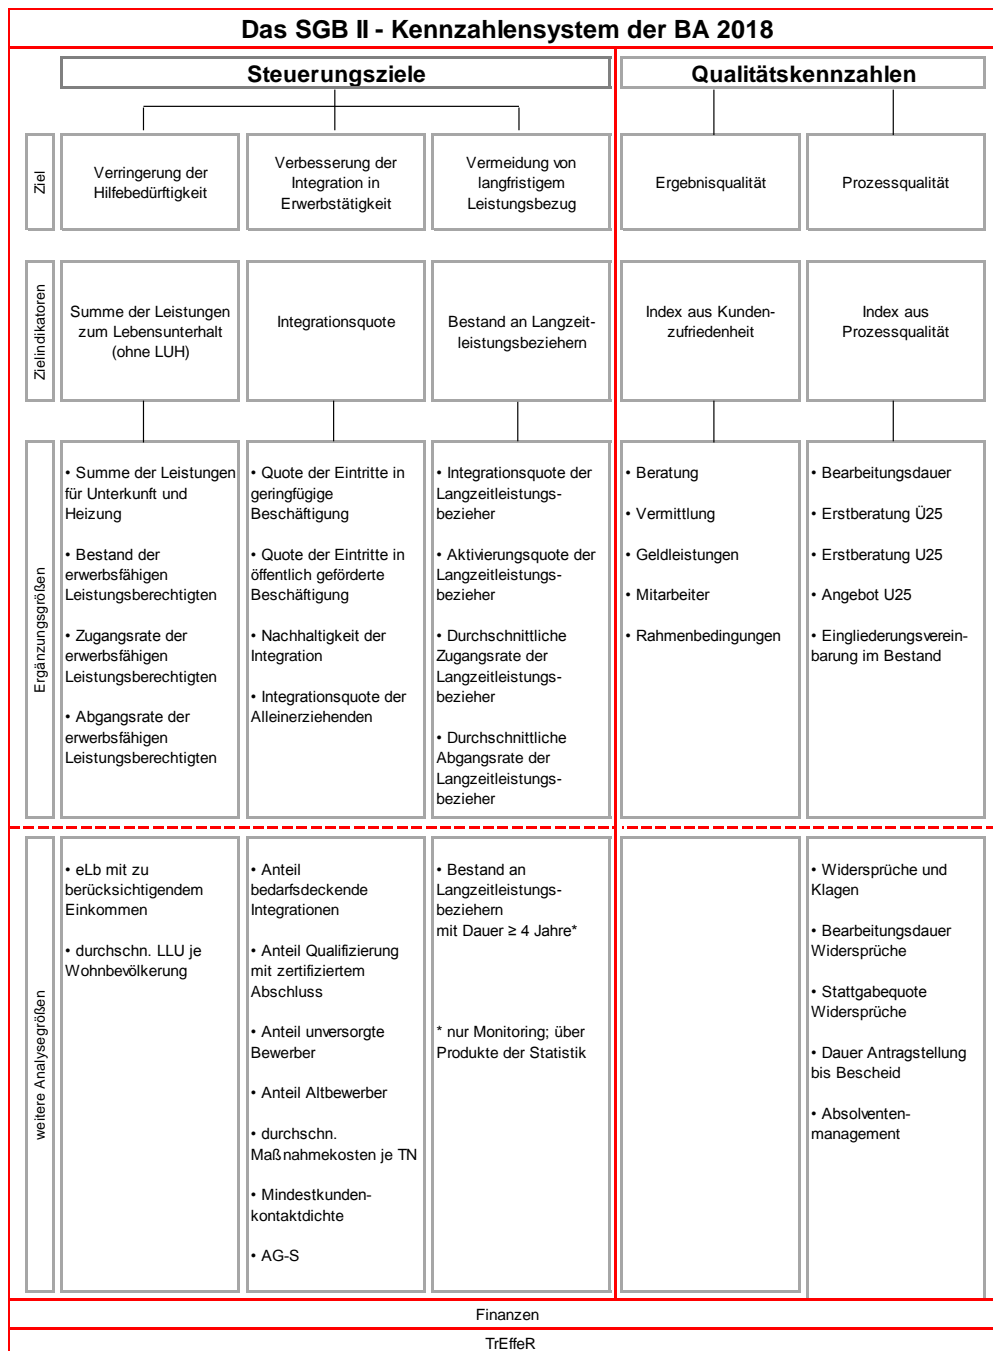 Das SGB II - Kennzahlensystem der BA 2018
Steuerungsziele
Qualitätskennzahlen
Ziel
Verringerung der
Hilfebedürftigkeit
Verbesserung der
Integration in
Erwerbstätigkeit
Vermeidung von
langfristigem
Leistungsbezug
Ergebnisqualität
Prozessqualität
Zielindikatoren
Summe der Leistungen
zum Lebensunterhalt
(ohne LUH)
Integrationsquote
Bestand an Langzeit-
leistungsbeziehern
Index aus Kunden-
zufriedenheit
Index aus
Prozessqualität
Ergänzungsgrößen
• Summe der Leistungen
für Unterkunft und
Heizung
• Bestand der
erwerbsfähigen
Leistungsberechtigten
• Zugangsrate der
erwerbsfähigen
Leistungsberechtigten
• Abgangsrate der
erwerbsfähigen
Leistungsberechtigten
• Quote der Eintritte in
geringfügige
Beschäftigung
• Quote der Eintritte in
öffentlich geförderte
Beschäftigung
• Nachhaltigkeit der
Integration
• Integrationsquote der
Alleinerziehenden
• Integrationsquote der
Langzeitleistungs-
bezieher
• Aktivierungsquote der
Langzeitleistungs-
bezieher
• Durchschnittliche
Zugangsrate der
Langzeitleistungs-
bezieher
• Durchschnittliche
Abgangsrate der
Langzeitleistungs-
bezieher
• Beratung
• Vermittlung
• Geldleistungen
• Mitarbeiter
• Rahmenbedingungen
• Bearbeitungsdauer
• Erstberatung Ü25
• Erstberatung U25
• Angebot U25
• Eingliederungsverein-
barung im Bestand
weitere Analysegrößen
• eLb mit zu
berücksichtigendem
Einkommen
• durchschn. LLU je
Wohnbevölkerung
• Anteil
bedarfsdeckende
Integrationen
• Anteil Qualifizierung
mit zertifiziertem
Abschluss
• Anteil unversorgte
Bewerber
• Anteil Altbewerber
• durchschn.
Maßnahmekosten je TN
• Mindestkunden-
kontaktdichte
• AG-S
• Bestand an
Langzeitleistungs-
beziehern
mit Dauer ≥ 4 Jahre*
* nur Monitoring; über
Produkte der Statistik
• Widersprüche und
Klagen
• Bearbeitungsdauer
Widersprüche
• Stattgabequote
Widersprüche
• Dauer Antragstellung
bis Bescheid
• Absolventen-
management
Finanzen
TrEffeR